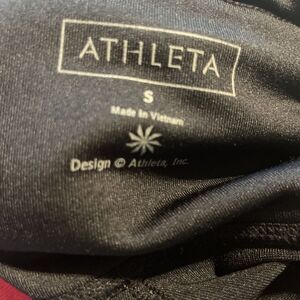 ATHLETA
S
Made in Vietnam
Design © Athleta, Inc.